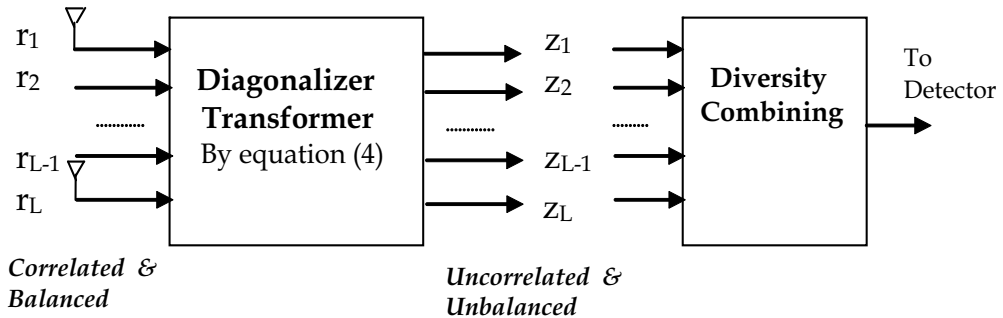 r1
r2
............
rL-1
rL
Correlated &
Balanced
Diagonalizer
Transformer
By equation (4)
z1
z2
............ .........
zL-1
zL
Uncorrelated &
Unbalanced
Diversity
Combining
To
Detector